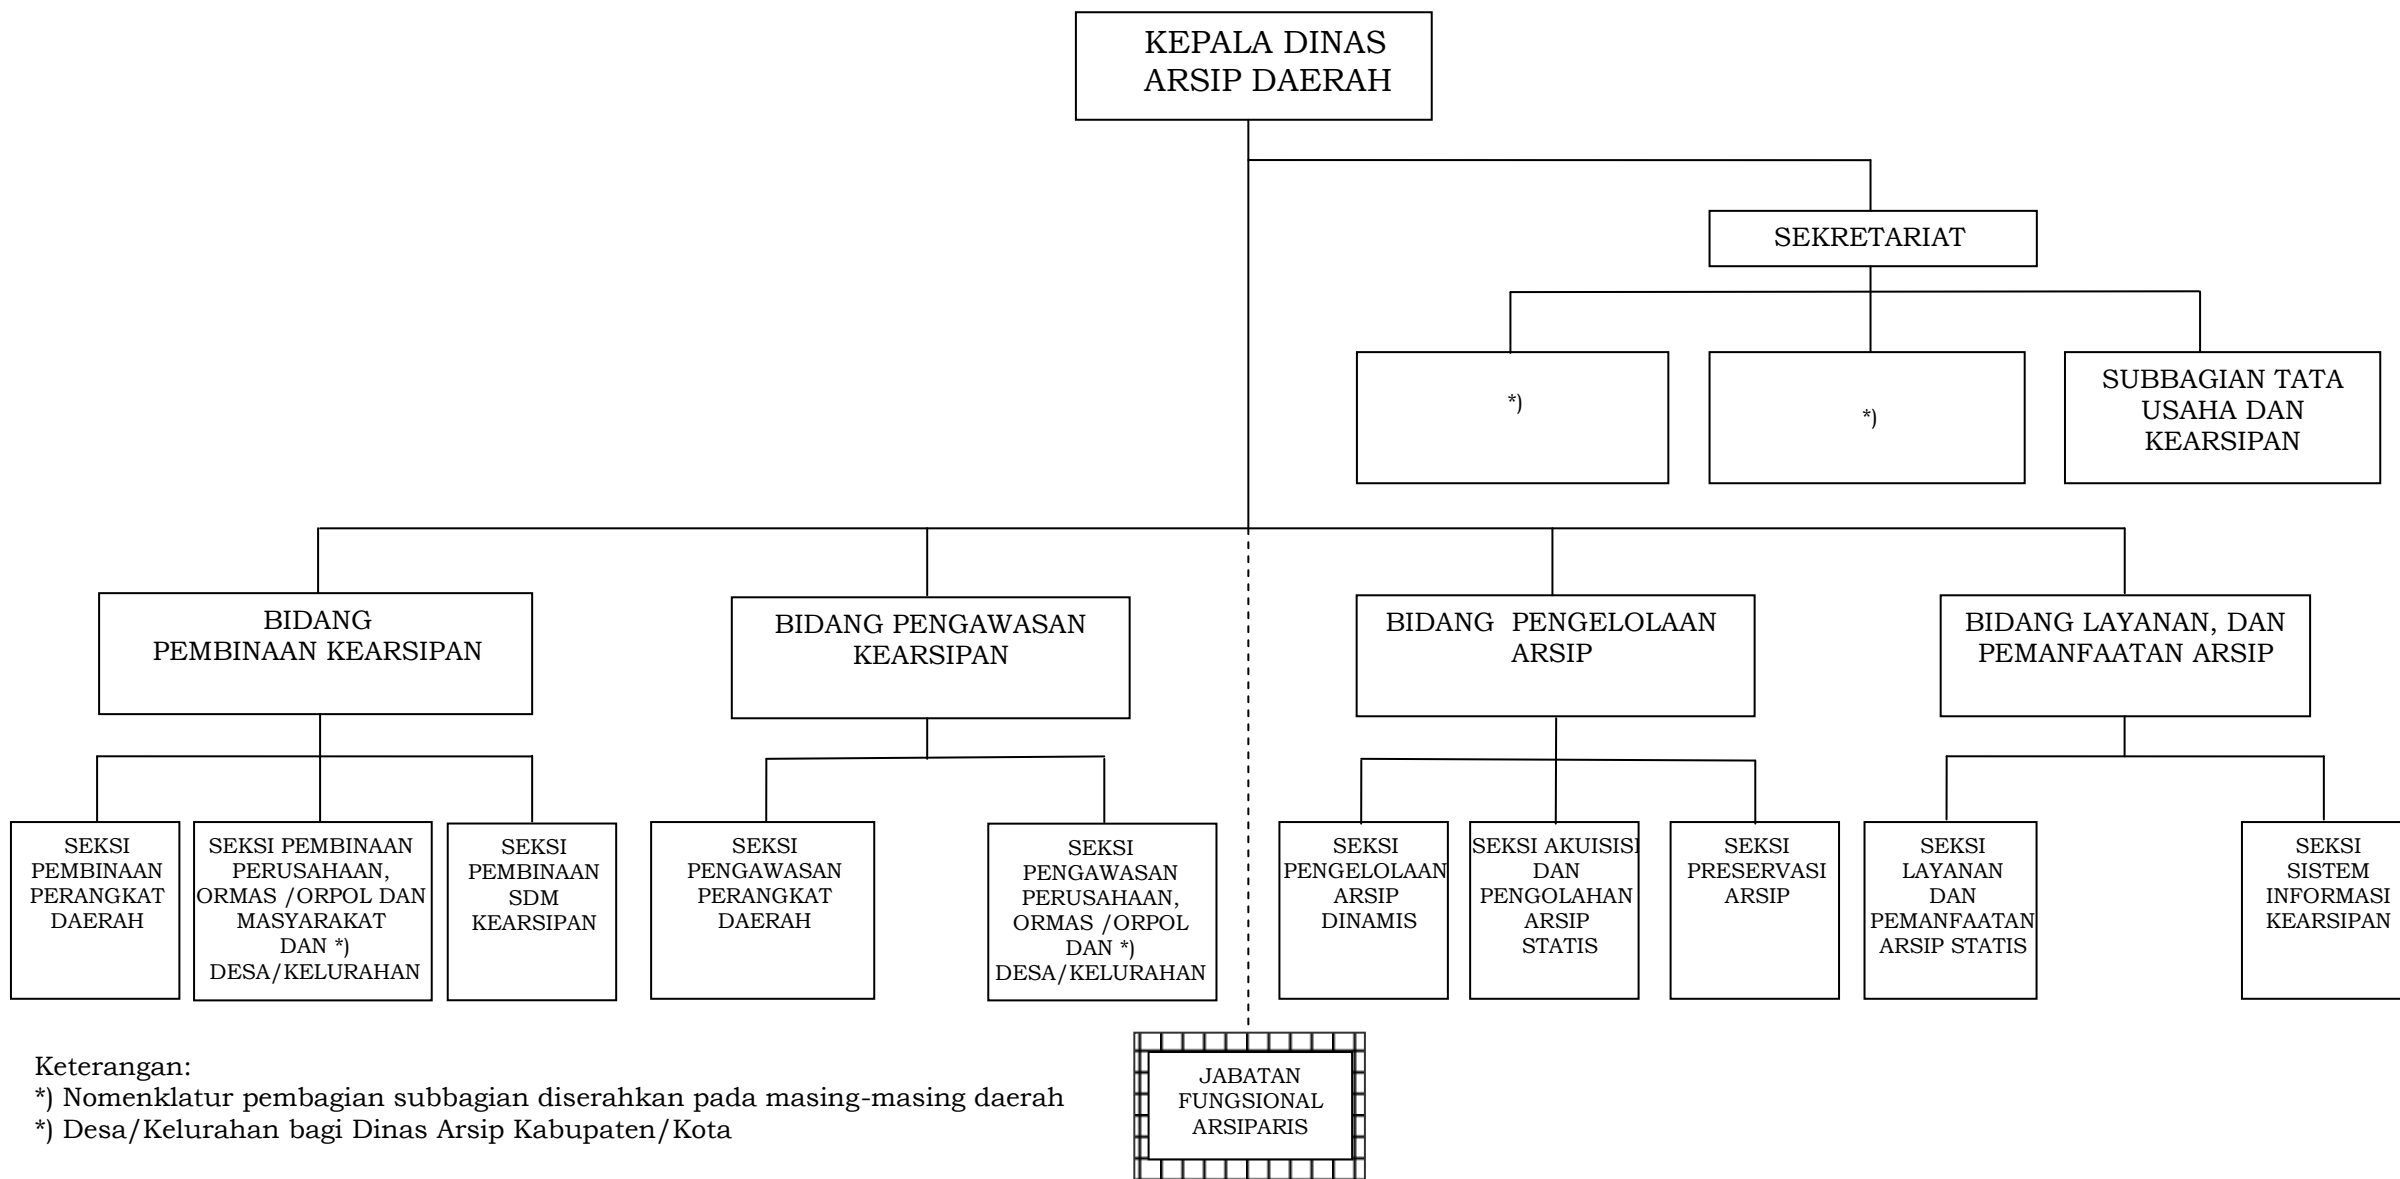 KEPALA DINAS
ARSIP DAERAH
SEKRETARIAT
*)
*)
SUBBAGIAN TATA
USAHA DAN
KEARSIPAN
BIDANG
PEMBINAAN KEARSIPAN
BIDANG PENGAWASAN
KEARSIPAN
BIDANG PENGELOLAAN
ARSIP
BIDANG LAYANAN, DAN
PEMANFAATAN ARSIP
SEKSI
PEMBINAAN
PERANGKAT
DAERAH
SEKSI PEMBINAAN
PERUSAHAAN,
ORMAS /ORPOL DAN
MASYARAKAT
DAN *)
DESA/KELURAHAN
SEKSI
PEMBINAAN
SDM
KEARSIPAN
SEKSI
PENGAWASAN
PERANGKAT
DAERAH
SEKSI
PENGAWASAN
PERUSAHAAN,
ORMAS /ORPOL
DAN *)
DESA/KELURAHAN
SEKSI
PENGELOLAAN
ARSIP
DINAMIS
SEKSI AKUISISI
DAN
PENGOLAHAN
ARSIP
STATIS
SEKSI
PRESERVASI
ARSIP
SEKSI
LAYANAN
DAN
PEMANFAATAN
ARSIP STATIS
SEKSI
SISTEM
INFORMASI
KEARSIPAN
Keterangan:
*) Nomenklatur pembagian subbagian diserahkan pada masing-masing daerah
*) Desa/Kelurahan bagi Dinas Arsip Kabupaten/Kota
JABATAN
FUNGSIONAL
ARSIPARIS